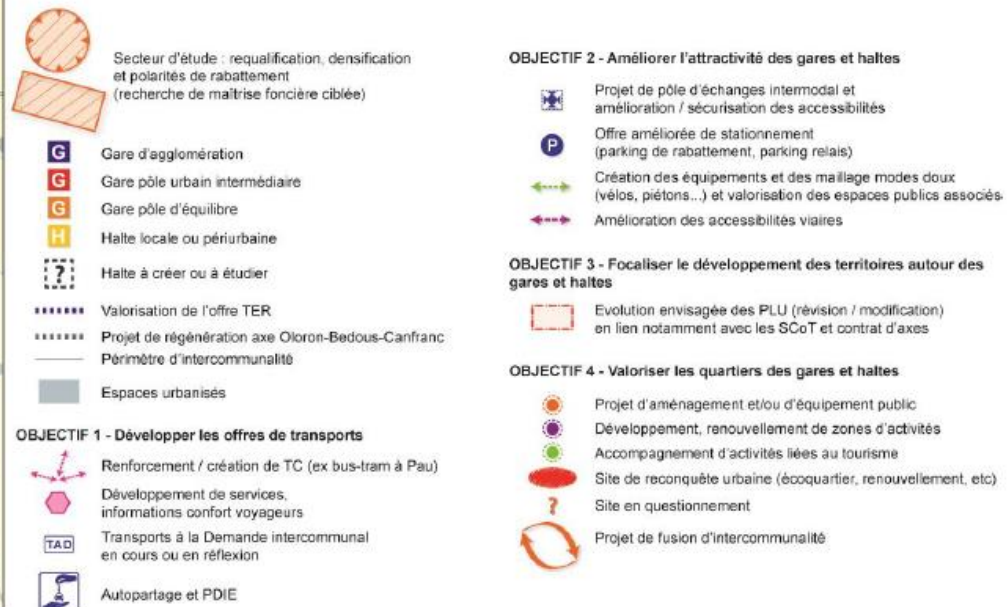 Secteur d'étude : requalification, densification
et polarités de rabattement
(recherche de maîtrise foncière ciblée)
G Gare d'agglomération
G Gare pôle urbain intermédiaire
G Gare pôle d'équilibre
H Halte locale ou périurbaine
? Halte à créer ou à étudier
Valorisation de l'offre TER
Projet de régénération axe Oloron-Bedous-Canfranc
Périmètre d'intercommunalité
Espaces urbanisés
OBJECTIF 1 - Développer les offres de transports
Renforcement / création de TC (ex bus-tram à Pau)
Développement de services,
informations confort voyageurs
TAD Transports à la Demande intercommunal
en cours ou en réflexion
Autopartage et PDIE
OBJECTIF 2 - Améliorer l'attractivité des gares et haltes
Projet de pôle d'échanges intermodal et
amélioration / sécurisation des accessibilités
P Offre améliorée de stationnement
(parking de rabattement, parking relais)
Création des équipements et des maillage modes doux
(vélos, piétons...) et valorisation des espaces publics associés
Amélioration des accessibilités viaires
OBJECTIF 3 - Focaliser le développement des territoires autour des
gares et haltes
Evolution envisagée des PLU (révision / modification)
en lien notamment avec les SCoT et contrat d'axes
OBJECTIF 4 - Valoriser les quartiers des gares et haltes
Projet d'aménagement et/ou d'équipement public
Développement, renouvellement de zones d'activités
Accompagnement d'activités liées au tourisme
Site de reconquête urbaine (écoquartier, renouvellement, etc)
? Site en questionnement
Projet de fusion d'intercommunalité